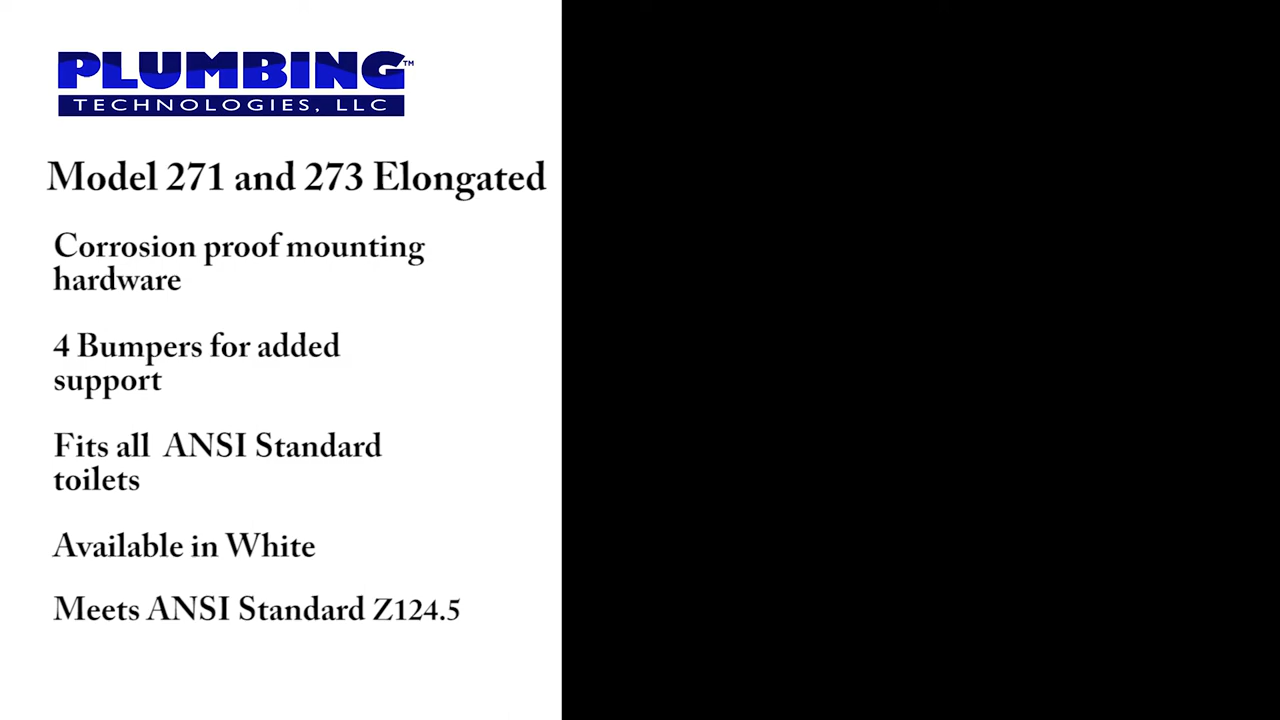 PLUMBING™
TECHNOLOGIES, LLC
Model 271 and 273 Elongated
Corrosion proof mounting
hardware
4 Bumpers for added
support
Fits all ANSI Standard
toilets
Available in White
Meets ANSI Standard Z124.5